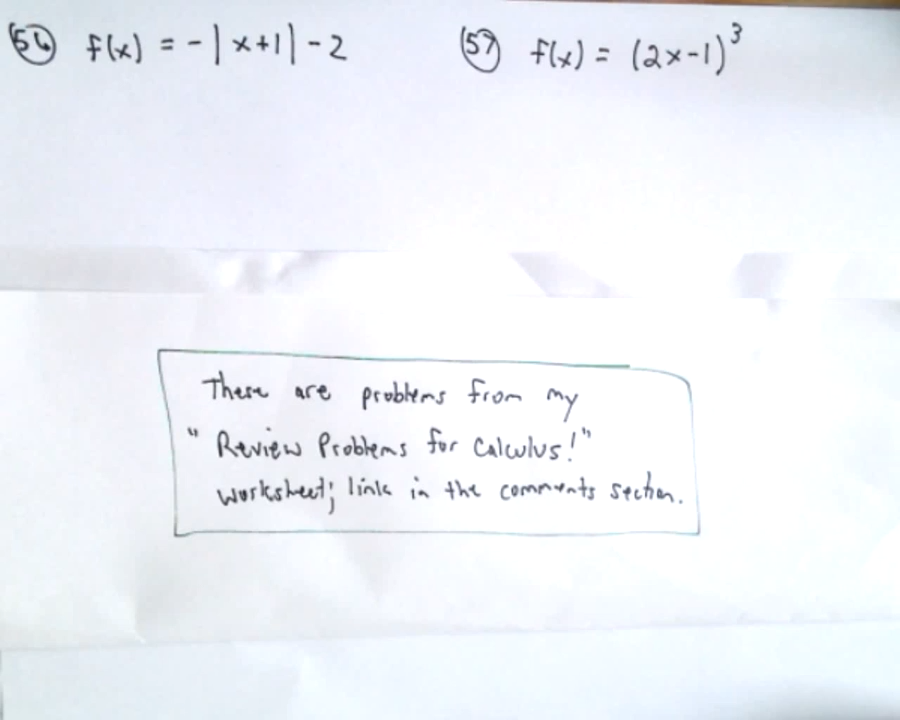 (56) f(x) = -|x+1| - 2
(57) f(x) = (2x-1)³
These are problems from my
"Review Problems for Calculus!"
worksheet; link in the comments section.